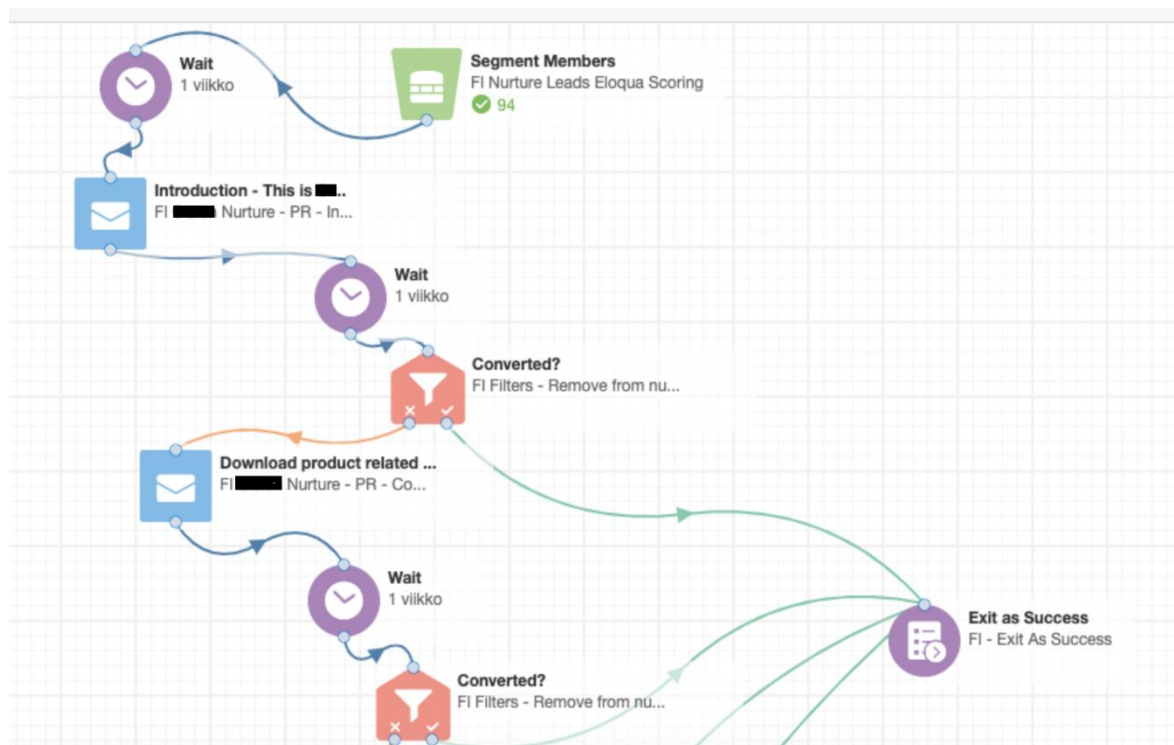 Wait
1 viikko
Segment Members
FI Nurture Leads Eloqua Scoring
94
Introduction - This is ..
FI Nurture - PR - In...
Wait
1 viikko
Converted?
FI Filters - Remove from nu...
Download product related ...
FI Nurture - PR - Co...
Wait
1 viikko
Exit as Success
FI - Exit As Success
Converted?
FI Filters - Remove from nu...